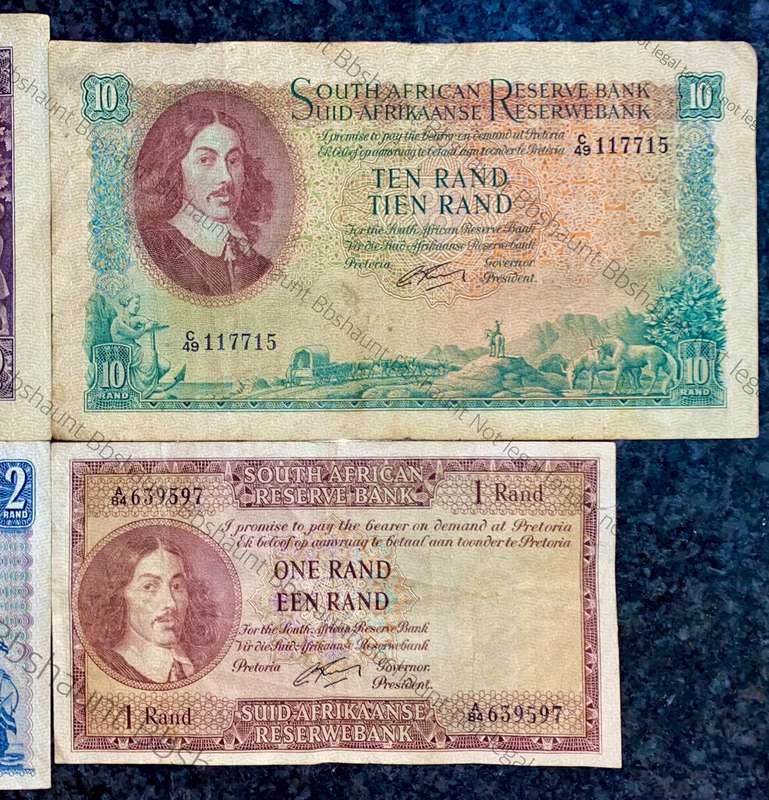 10
10
SOUTH AFRICAN RESERVE BANK
SUID-AFRIKAANSE RESERWEBANK
I promise to pay the bearer on demand at Pretoria
Ek beloof op aanvraag te betaal aan toonder te Pretoria
C/49 117715
TEN RAND
TIEN RAND
For the South African Reserve Bank
Vir die Suid-Afrikaanse Reserwebank
Pretoria Governor.
President.
C/49 117715
10
RAND
10
RAND
2
RAND
SOUTH AFRICAN
RESERVE BANK
A/84 639597
1 Rand
I promise to pay the bearer on demand at Pretoria
Ek beloof op aanvraag te betaal aan toonder te Pretoria
ONE RAND
EEN RAND
For the South African Reserve Bank
Vir die Suid-Afrikaanse Reserwebank
Pretoria Governor.
President.
1 Rand
A/84 639597
SUID-AFRIKAANSE
RESERWEBANK
Bbshaunt Not legal tender